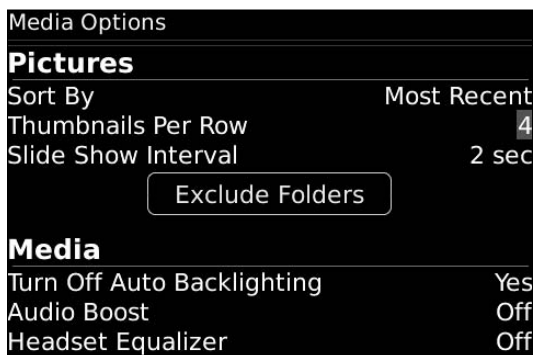 Media Options
Pictures
Sort By Most Recent
Thumbnails Per Row 4
Slide Show Interval 2 sec
Exclude Folders
Media
Turn Off Auto Backlighting Yes
Audio Boost Off
Headset Equalizer Off